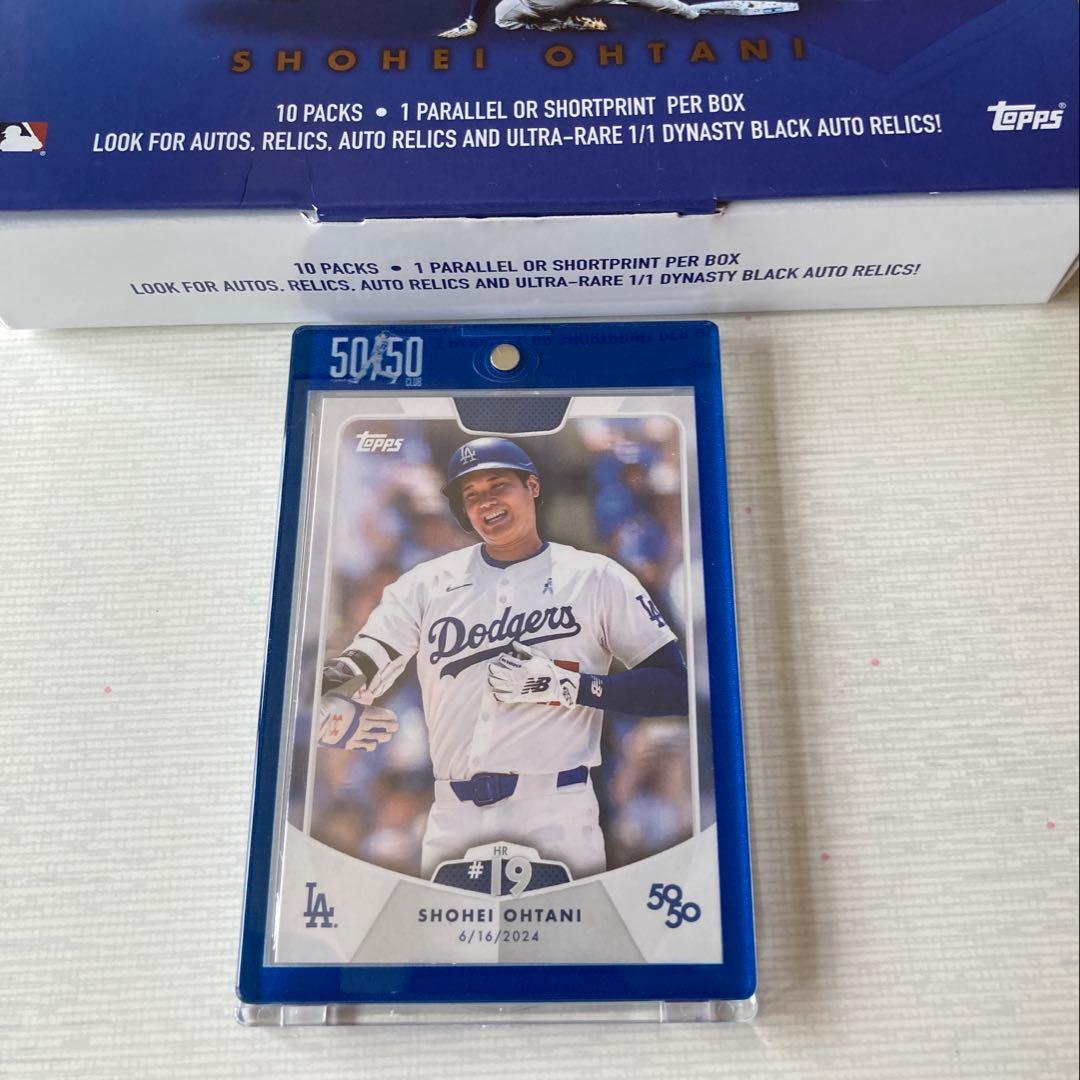 SHOHEI OHTANI
10 PACKS • 1 PARALLEL OR SHORTPRINT PER BOX
LOOK FOR AUTOS, RELICS, AUTO RELICS AND ULTRA-RARE 1/1 DYNASTY BLACK AUTO RELICS!
Topps®
10 PACKS • 1 PARALLEL OR SHORTPRINT PER BOX
LOOK FOR AUTOS, RELICS, AUTO RELICS AND ULTRA-RARE 1/1 DYNASTY BLACK AUTO RELICS!
50/50
CLUB
Topps
LA
Dodgers
LA
NB
HR
#19
LA
SHOHEI OHTANI
50/50
6/16/2024